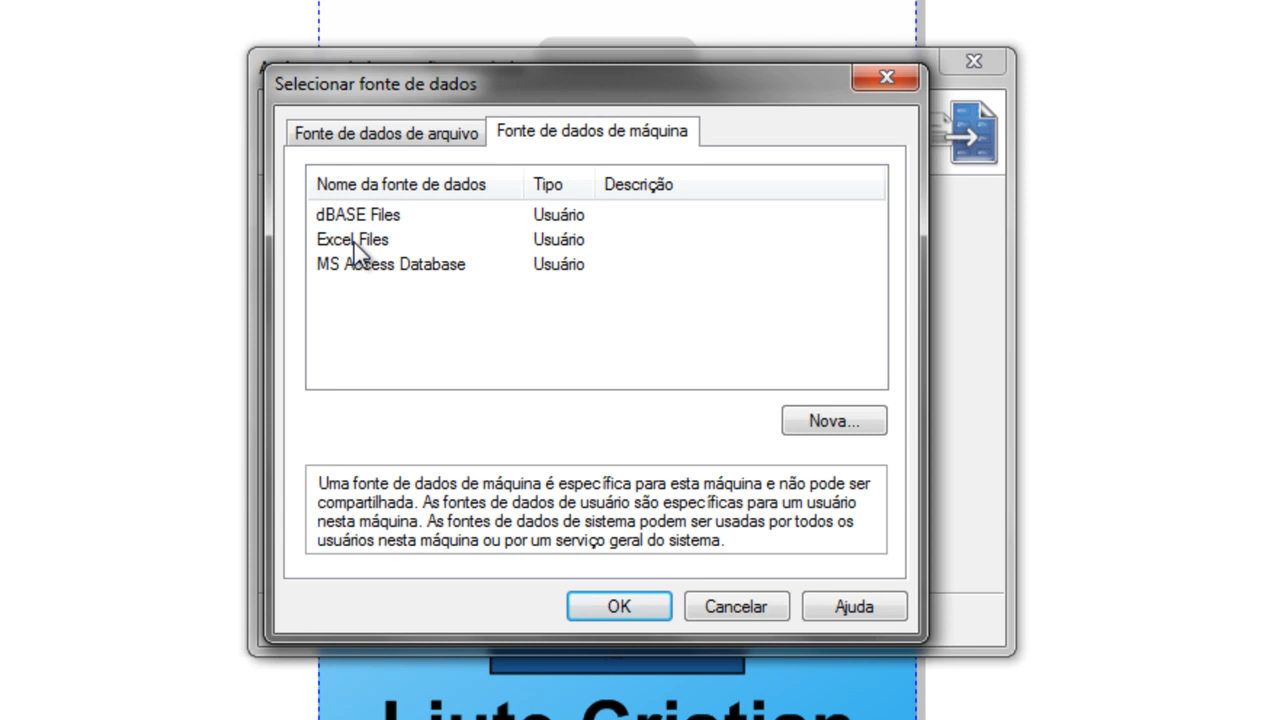 Selecionar fonte de dados
Fonte de dados de arquivo
Fonte de dados de máquina
Nome da fonte de dados Tipo Descrição
dBASE Files Usuário
Excel Files Usuário
MS Access Database Usuário
Nova...
Uma fonte de dados de máquina é específica para esta máquina e não pode ser
compartilhada. As fontes de dados de usuário são específicas para um usuário
nesta máquina. As fontes de dados de sistema podem ser usadas por todos os
usuários nesta máquina ou por um serviço geral do sistema.
OK Cancelar Ajuda
Cristian